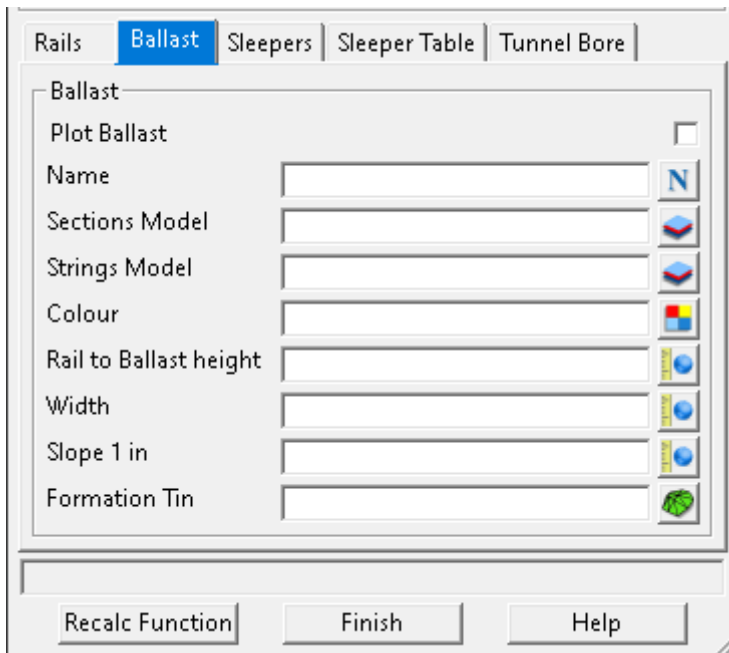 Rails Ballast Sleepers Sleeper Table Tunnel Bore
Ballast
Plot Ballast
Name N
Sections Model
Strings Model
Colour
Rail to Ballast height
Width
Slope 1 in
Formation Tin
Recalc Function Finish Help